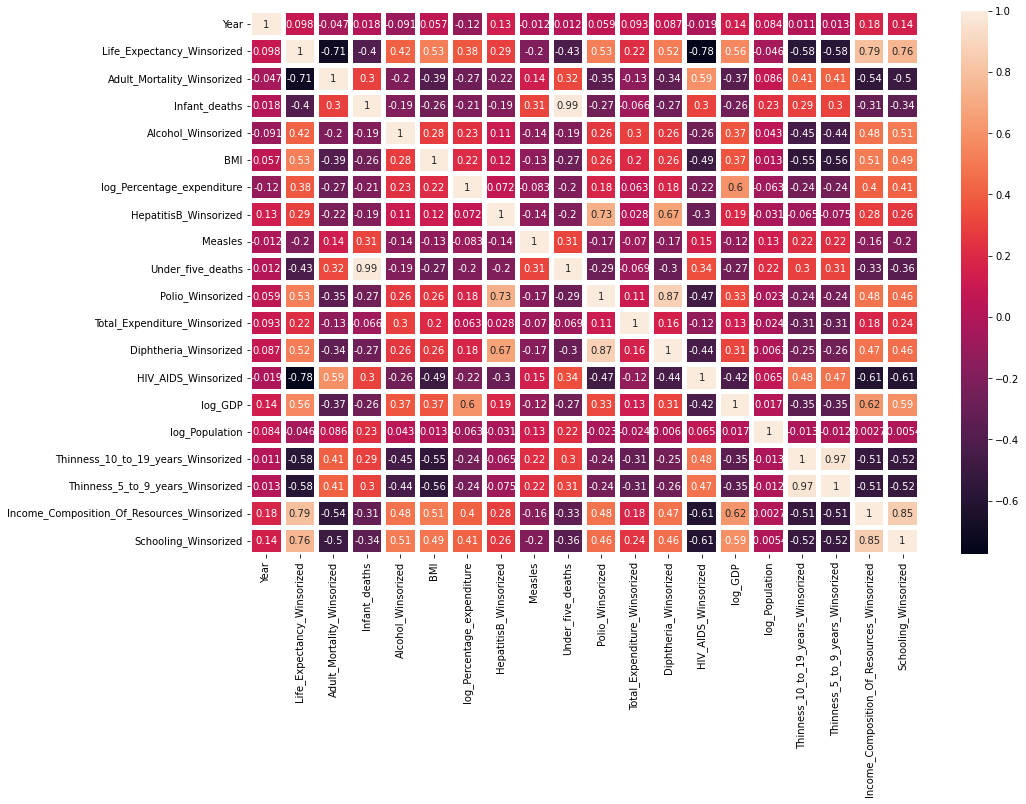 Year 1 0.098 -0.047 0.018 -0.091 0.057 -0.12 0.13 -0.012 0.012 0.059 0.093 0.087 -0.019 0.14 0.084 0.011 0.013 0.18 0.14
Life_Expectancy_Winsorized 0.098 1 -0.71 -0.4 0.42 0.53 0.38 0.29 -0.2 -0.43 0.53 0.22 0.52 -0.78 0.56 -0.046 -0.58 -0.58 0.79 0.76
Adult_Mortality_Winsorized -0.047 -0.71 1 0.3 -0.2 -0.39 -0.27 -0.22 0.14 0.32 -0.35 -0.13 -0.34 0.59 -0.37 0.086 0.41 0.41 -0.54 -0.5
Infant_deaths 0.018 -0.4 0.3 1 -0.19 -0.26 -0.21 -0.19 0.31 0.99 -0.27 -0.066 -0.27 0.3 -0.26 0.23 0.29 0.3 -0.31 -0.34
Alcohol_Winsorized -0.091 0.42 -0.2 -0.19 1 0.28 0.23 0.11 -0.14 -0.19 0.26 0.3 0.26 -0.26 0.37 0.043 -0.45 -0.44 0.48 0.51
BMI 0.057 0.53 -0.39 -0.26 0.28 1 0.22 0.12 -0.13 -0.27 0.26 0.2 0.26 -0.49 0.37 0.013 -0.55 -0.56 0.51 0.49
log_Percentage_expenditure -0.12 0.38 -0.27 -0.21 0.23 0.22 1 0.072 -0.083 -0.2 0.18 0.063 0.18 -0.22 0.6 -0.063 -0.24 -0.24 0.4 0.41
HepatitisB_Winsorized 0.13 0.29 -0.22 -0.19 0.11 0.12 0.072 1 -0.14 -0.2 0.73 0.028 0.67 -0.3 0.19 -0.031 -0.065 -0.075 0.28 0.26
Measles -0.012 -0.2 0.14 0.31 -0.14 -0.13 -0.083 -0.14 1 0.31 -0.17 -0.07 -0.17 0.15 -0.12 0.13 0.22 0.22 -0.16 -0.2
Under_five_deaths 0.012 -0.43 0.32 0.99 -0.19 -0.27 -0.2 -0.2 0.31 1 -0.29 -0.069 -0.3 0.34 -0.27 0.22 0.3 0.31 -0.33 -0.36
Polio_Winsorized 0.059 0.53 -0.35 -0.27 0.26 0.26 0.18 0.73 -0.17 -0.29 1 0.11 0.87 -0.47 0.33 -0.023 -0.24 -0.24 0.48 0.46
Total_Expenditure_Winsorized 0.093 0.22 -0.13 -0.066 0.3 0.2 0.063 0.028 -0.07 -0.069 0.11 1 0.16 -0.12 0.13 -0.024 -0.31 -0.31 0.18 0.24
Diphtheria_Winsorized 0.087 0.52 -0.34 -0.27 0.26 0.26 0.18 0.67 -0.17 -0.3 0.87 0.16 1 -0.44 0.31 0.0063 -0.25 -0.26 0.47 0.46
HIV_AIDS_Winsorized -0.019 -0.78 0.59 0.3 -0.26 -0.49 -0.22 -0.3 0.15 0.34 -0.47 -0.12 -0.44 1 -0.42 0.065 0.48 0.47 -0.61 -0.61
log_GDP 0.14 0.56 -0.37 -0.26 0.37 0.37 0.6 0.19 -0.12 -0.27 0.33 0.13 0.31 -0.42 1 0.017 -0.35 -0.35 0.62 0.59
log_Population 0.084 -0.046 0.086 0.23 0.043 0.013 -0.063 -0.031 0.13 0.22 -0.023 -0.024 0.006 0.065 0.017 1 -0.013 -0.012 0.0027 0.0054
Thinness_10_to_19_years_Winsorized 0.011 -0.58 0.41 0.29 -0.45 -0.55 -0.24 -0.065 0.22 0.3 -0.24 -0.31 -0.25 0.48 -0.35 -0.013 1 0.97 -0.51 -0.52
Thinness_5_to_9_years_Winsorized 0.013 -0.58 0.41 0.3 -0.44 -0.56 -0.24 -0.075 0.22 0.31 -0.24 -0.31 -0.26 0.47 -0.35 -0.012 0.97 1 -0.51 -0.52
Income_Composition_Of_Resources_Winsorized 0.18 0.79 -0.54 -0.31 0.48 0.51 0.4 0.28 -0.16 -0.33 0.48 0.18 0.47 -0.61 0.62 0.0027 -0.51 -0.51 1 0.85
Schooling_Winsorized 0.14 0.76 -0.5 -0.34 0.51 0.49 0.41 0.26 -0.2 -0.36 0.46 0.24 0.46 -0.61 0.59 0.0054 -0.52 -0.52 0.85 1
Year
Life_Expectancy_Winsorized
Adult_Mortality_Winsorized
Infant_deaths
Alcohol_Winsorized
BMI
log_Percentage_expenditure
HepatitisB_Winsorized
Measles
Under_five_deaths
Polio_Winsorized
Total_Expenditure_Winsorized
Diphtheria_Winsorized
HIV_AIDS_Winsorized
log_GDP
log_Population
Thinness_10_to_19_years_Winsorized
Thinness_5_to_9_years_Winsorized
Income_Composition_Of_Resources_Winsorized
Schooling_Winsorized
1.0
0.8
0.6
0.4
0.2
0.0
−0.2
−0.4
−0.6